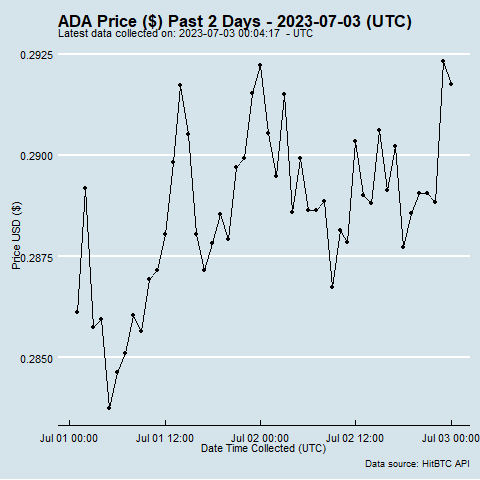 ADA Price ($) Past 2 Days - 2023-07-03 (UTC)
Latest data collected on: 2023-07-03 00:04:17  - UTC
Price USD ($)
0.2925
0.2900
0.2875
0.2850
Jul 01 00:00 Jul 01 12:00 Jul 02 00:00 Jul 02 12:00 Jul 03 00:00
Date Time Collected (UTC)
Data source: HitBTC API